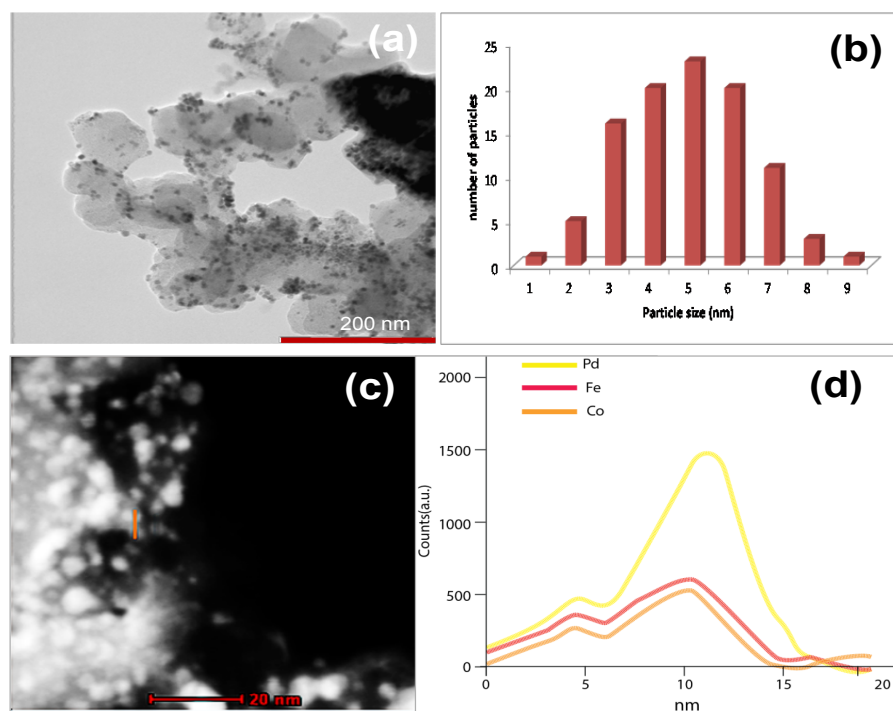 (a)
200 nm
(b)
number of particles
25
20
15
10
5
0
1 2 3 4 5 6 7 8 9
Particle size (nm)
(c)
20 nm
(d)
Pd
Fe
Co
Counts(a.u.)
2000
1500
1000
500
0
0 5 10 15 20
nm